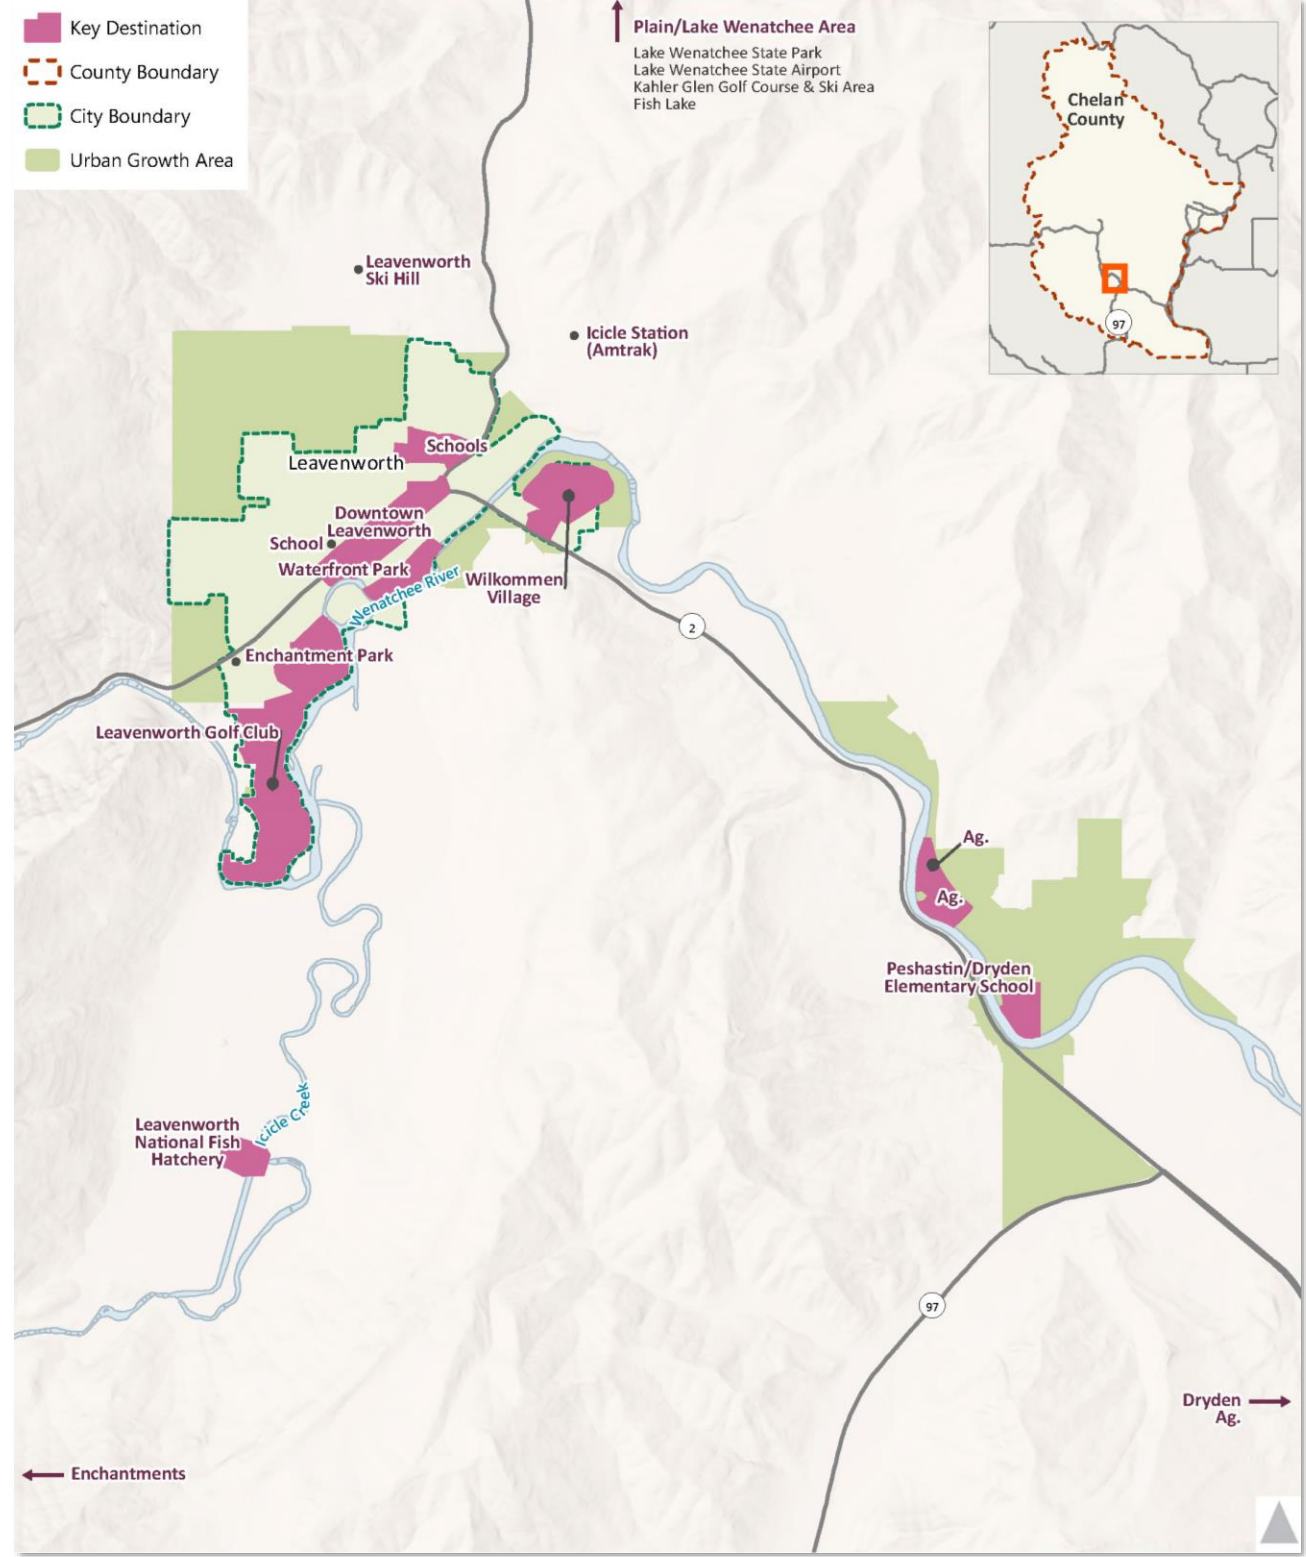 Key Destination
County Boundary
City Boundary
Urban Growth Area
Plain/Lake Wenatchee Area
Lake Wenatchee State Park
Lake Wenatchee State Airport
Kahler Glen Golf Course & Ski Area
Fish Lake
Chelan
County
97
Leavenworth
Ski Hill
Icicle Station
(Amtrak)
Schools
Leavenworth
Downtown
Leavenworth
School
Waterfront Park
Wenatchee River
Wilkommen
Village
2
Enchantment Park
Leavenworth Golf Club
Ag.
Ag.
Peshastin/Dryden
Elementary School
Icicle Creek
Leavenworth
National Fish
Hatchery
97
Dryden
Ag.
Enchantments